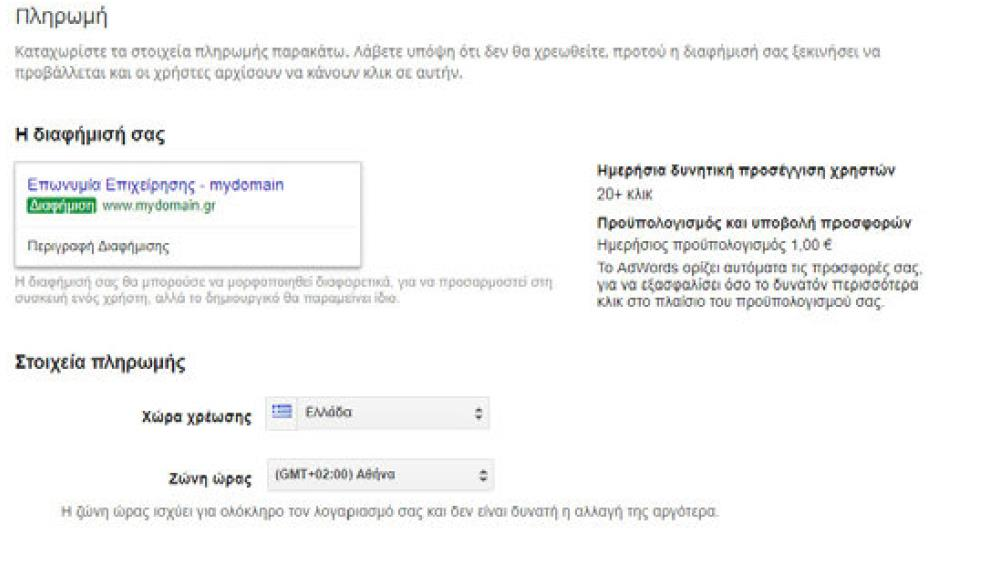 Πληρωμή
Καταχωρίστε τα στοιχεία πληρωμής παρακάτω. Λάβετε υπόψη ότι δεν θα χρεωθείτε, προτού η διαφήμισή σας ξεκινήσει να
προβάλλεται και οι χρήστες αρχίσουν να κάνουν κλικ σε αυτήν.
Η διαφήμισή σας
Επωνυμία Επιχείρησης - mydomain
Διαφήμιση www.mydomain.gr
Περιγραφή Διαφήμισης
Η διαφήμισή σας θα μπορούσε να μορφοποιηθεί διαφορετικά, για να προσαρμοστεί στη
συσκευή ενός χρήστη, αλλά το δημιουργικό θα παραμείνει ίδιο.
Ημερήσια δυνητική προσέγγιση χρηστών
20+ κλικ
Προϋπολογισμός και υποβολή προσφορών
Ημερήσιος προϋπολογισμός 1,00 €
Το AdWords ορίζει αυτόματα τις προσφορές σας,
για να εξασφαλίσει όσο το δυνατόν περισσότερα
κλικ στο πλαίσιο του προϋπολογισμού σας.
Στοιχεία πληρωμής
Χώρα χρέωσης Ελλάδα
Ζώνη ώρας (GMT+02:00) Αθήνα
Η ζώνη ώρας ισχύει για ολόκληρο τον λογαριασμό σας και δεν είναι δυνατή η αλλαγή της αργότερα.